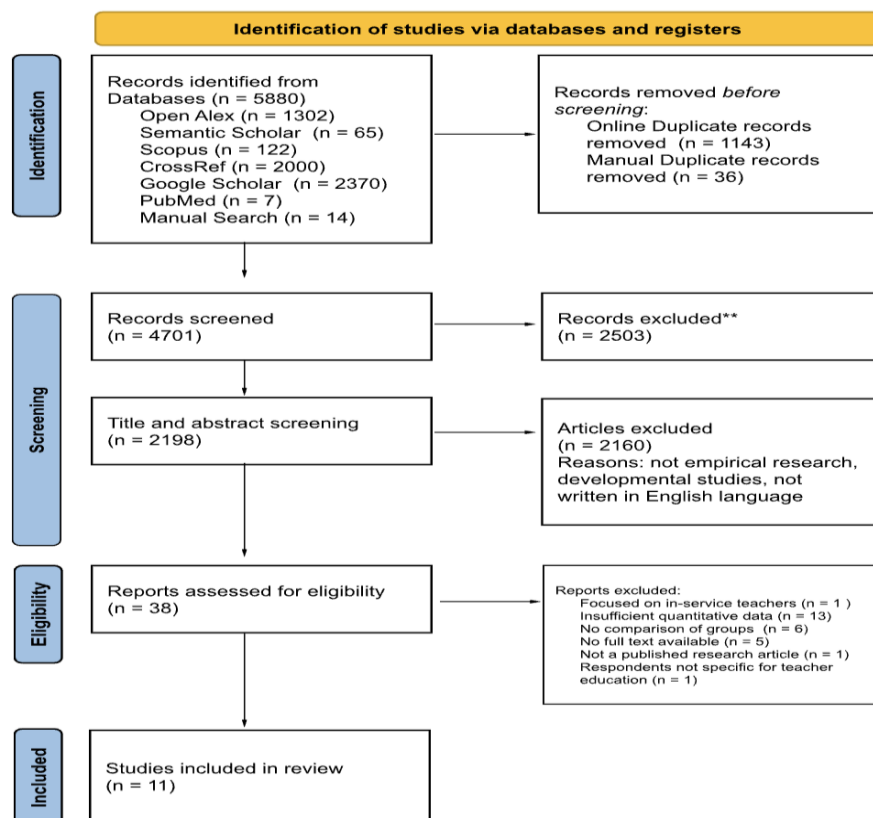 Identification of studies via databases and registers
Identification
Records identified from
Databases (n = 5880)
Open Alex (n = 1302)
Semantic Scholar (n = 65)
Scopus (n = 122)
CrossRef (n = 2000)
Google Scholar (n = 2370)
PubMed (n = 7)
Manual Search (n = 14)
Records removed before
screening:
Online Duplicate records
removed (n = 1143)
Manual Duplicate records
removed (n = 36)
Screening
Records screened
(n = 4701)
Records excluded**
(n = 2503)
Title and abstract screening
(n = 2198)
Articles excluded
(n = 2160)
Reasons: not empirical research,
developmental studies, not
written in English language
Eligibility
Reports assessed for eligibility
(n = 38)
Reports excluded:
Focused on in-service teachers (n = 1 )
Insufficient quantitative data (n = 13)
No comparison of groups (n = 6)
No full text available (n = 5)
Not a published research article (n = 1)
Respondents not specific for teacher
education (n = 1)
Included
Studies included in review
(n = 11)